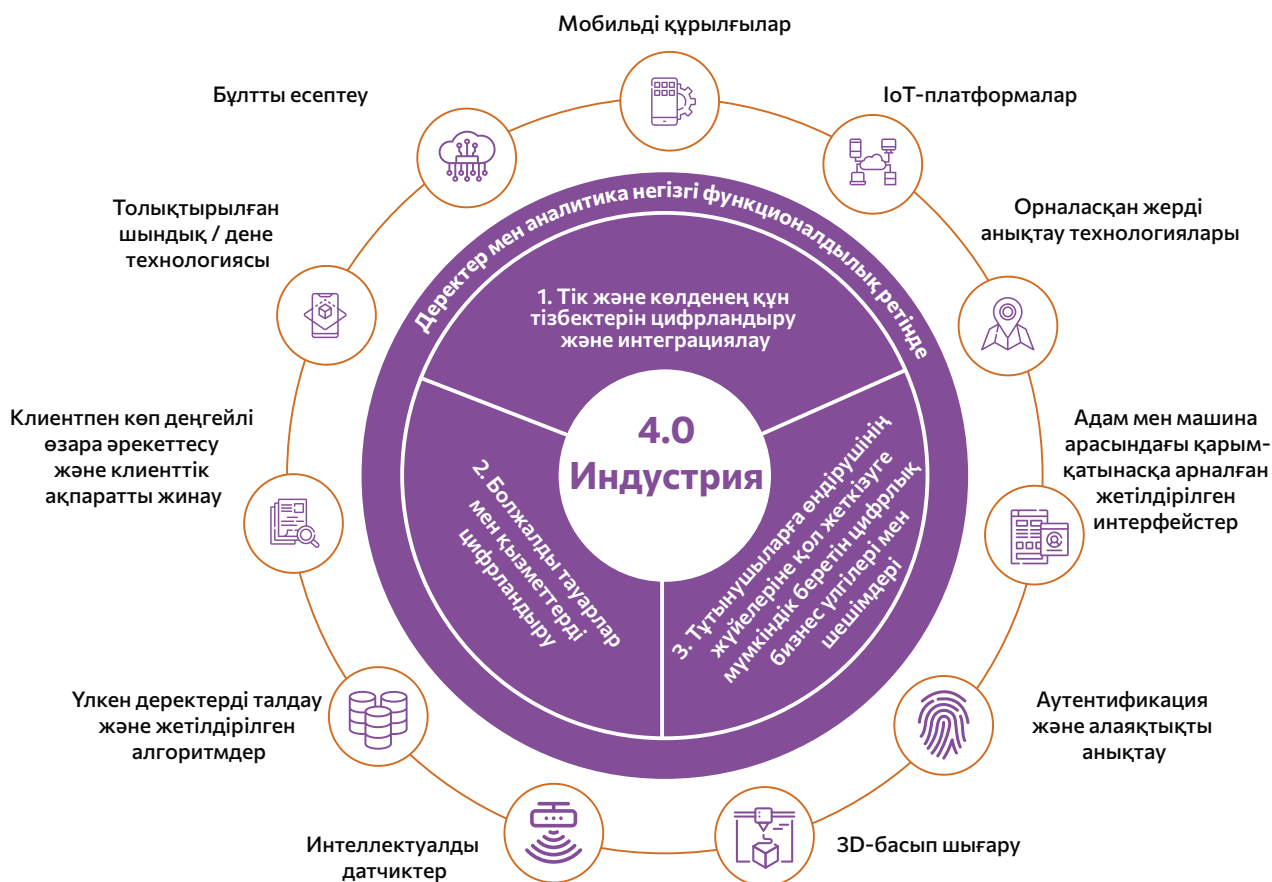 Мобильді құрылғылар
IoT-платформалар
Орналасқан жерді
анықтау технологиялары
Адам мен машина
арасындағы қарым-
қатынасқа арналған
жетілдірілген
интерфейстер
Аутентификация
және алаяқтықты
анықтау
3D-басып шығару
Интеллектуалды
датчиктер
Үлкен деректерді талдау
және жетілдірілген
алгоритмдер
Клиентпен көп деңгейлі
өзара әрекеттесу
және клиенттік
ақпаратты жинау
Толықтырылған
шындық / дене
технологиясы
Бұлтты есептеу
Деректер мен аналитика негізгі функционалдылық ретінде
1. Тік және көлденең құн
тізбектерін цифрландыру
және интеграциялау
4.0
Индустрия
2. Болжалды тауарлар
мен қызметтерді
цифрландыру
3. Тұтынушыларға өндірушінің
жүйелеріне қол жеткізуге
мүмкіндік беретін цифрлық
бизнес үлгілері мен
шешімдері